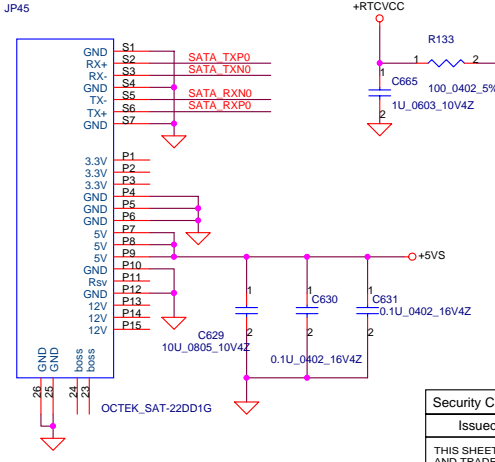 JP45
+RTCVCC
GND S1
RX+ S2 SATA_TXP0
RX- S3 SATA_TXN0
GND S4
TX- S5 SATA_RXN0
TX+ S6 SATA_RXP0
GND S7
R133
1 2
100_0402_5%
1
C665
1U_0603_10V4Z
2
3.3V P1
3.3V P2
3.3V P3
GND P4
GND P5
GND P6
5V P7
5V P8
5V P9
GND P10
Rsv P11
GND P12
12V P13
12V P14
12V P15
+5VS
1 1 1
C629 C630 C631
10U_0805_10V4Z
0.1U_0402_16V4Z
0.1U_0402_16V4Z
2 2 2
GND GND boss boss
26 25 24 23
OCTEK_SAT-22DD1G
Security C
Issued
THIS SHEET
AND TRADE